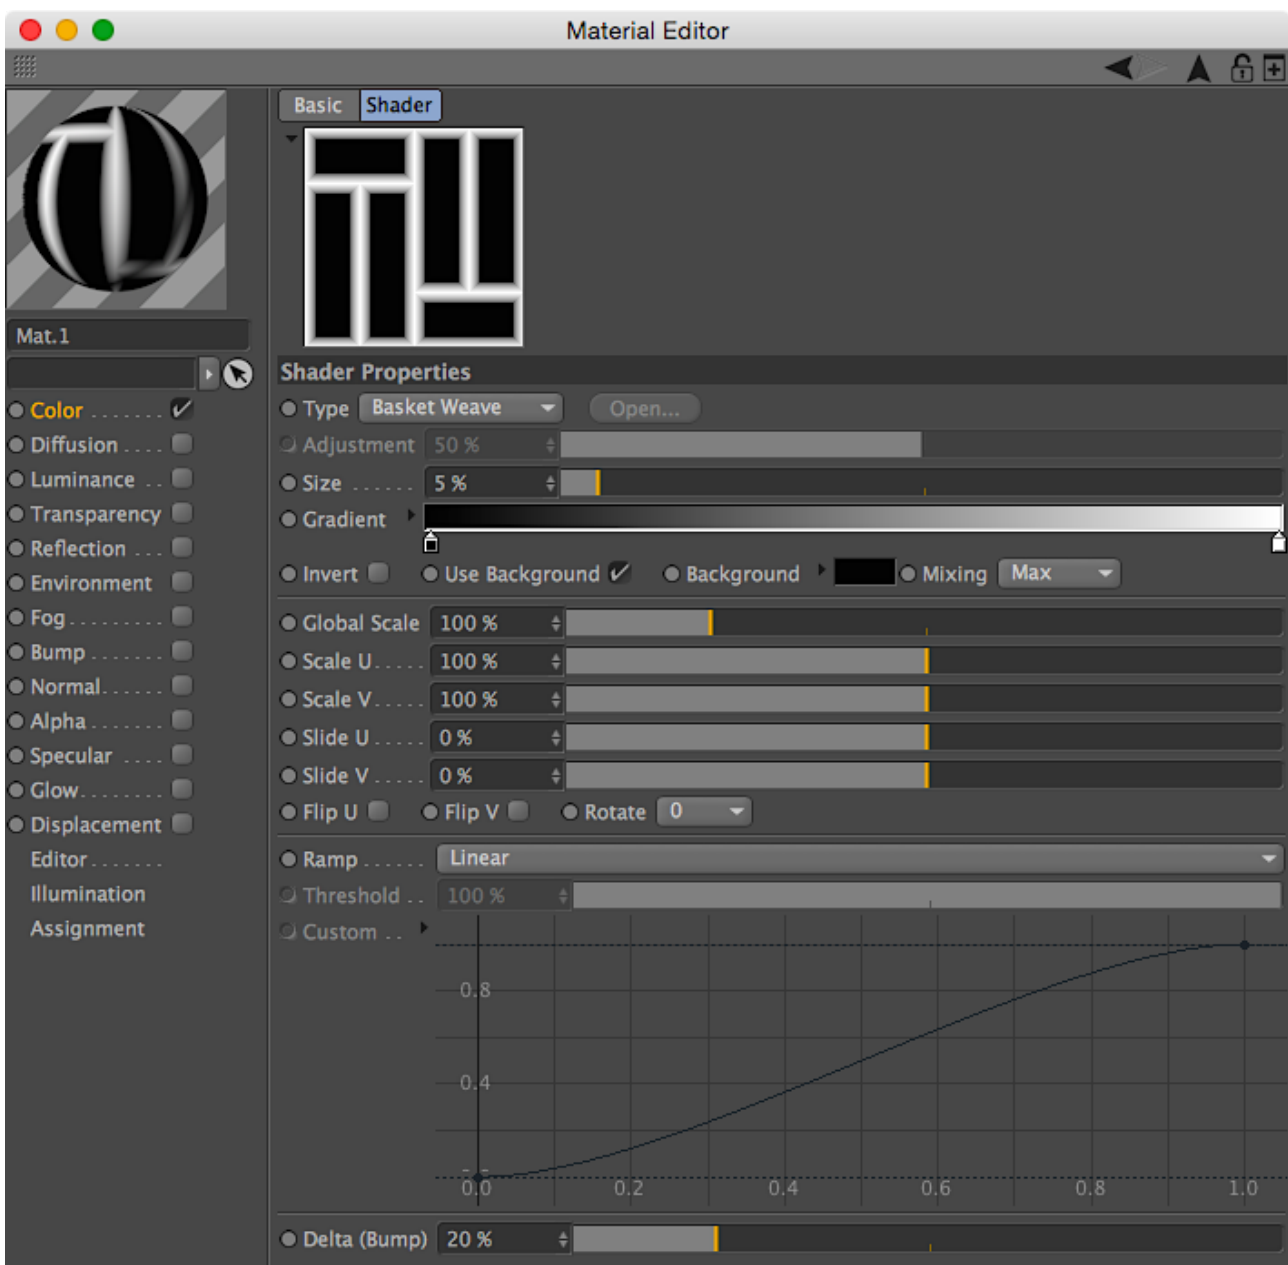 Material Editor
Basic Shader
Mat.1
Color
Diffusion
Luminance
Transparency
Reflection
Environment
Fog
Bump
Normal
Alpha
Specular
Glow
Displacement
Editor
Illumination
Assignment
Shader Properties
Type Basket Weave Open...
Adjustment 50 %
Size 5 %
Gradient
Invert Use Background Background Mixing Max
Global Scale 100 %
Scale U 100 %
Scale V 100 %
Slide U 0 %
Slide V 0 %
Flip U Flip V Rotate 0
Ramp Linear
Threshold 100 %
Custom
0.8
0.4
0.0 0.2 0.4 0.6 0.8 1.0
Delta (Bump) 20 %